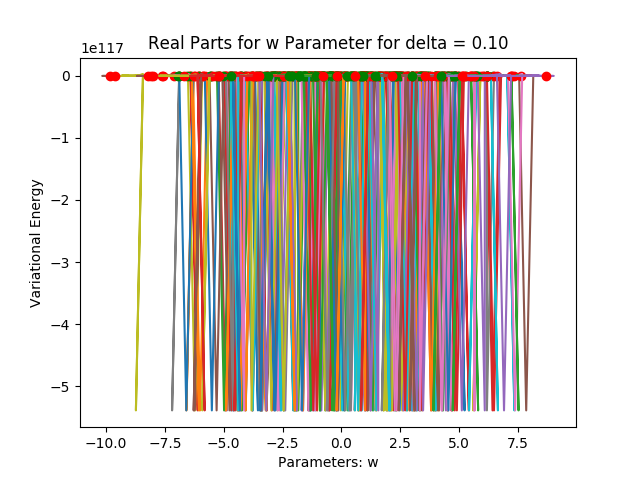 Real Parts for w Parameter for delta = 0.10
1e117
0
−1
−2
−3
−4
−5
Variational Energy
−10.0 −7.5 −5.0 −2.5 0.0 2.5 5.0 7.5
Parameters: w